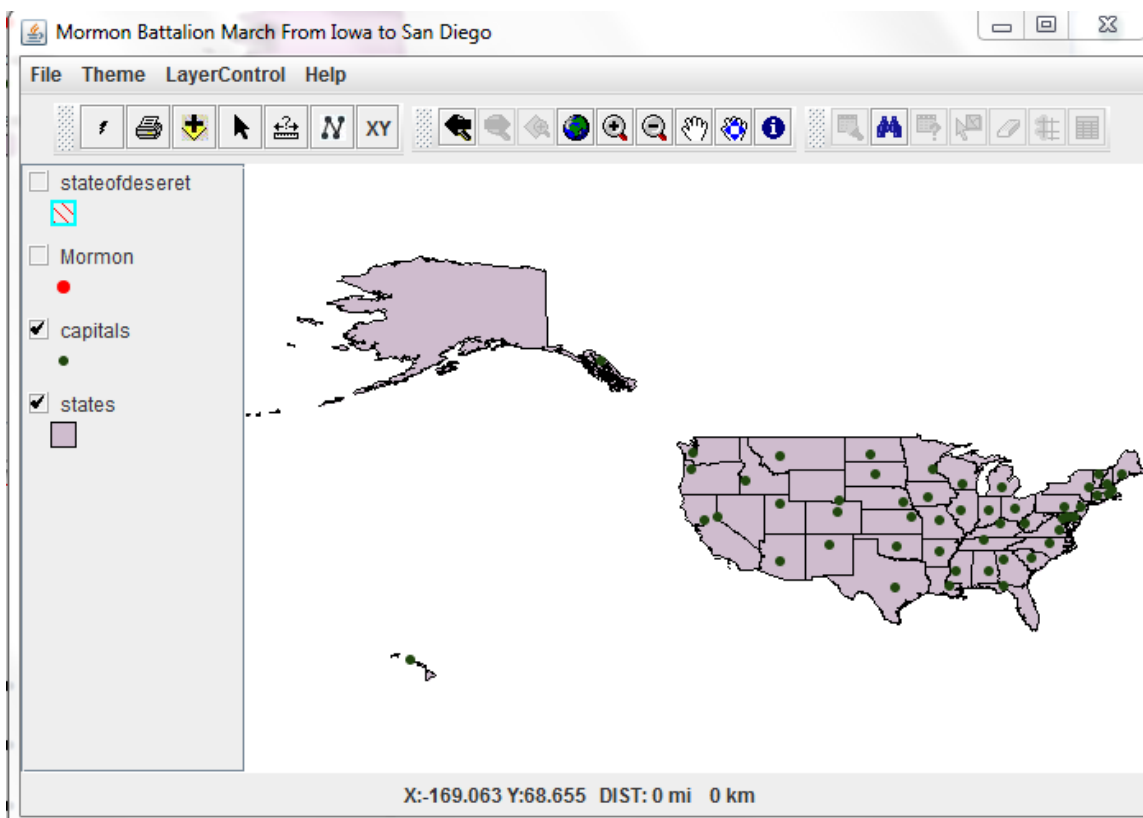 Mormon Battalion March From Iowa to San Diego
File Theme LayerControl Help
XY
stateofdeseret
Mormon
capitals
states
X:-169.063 Y:68.655 DIST: 0 mi 0 km